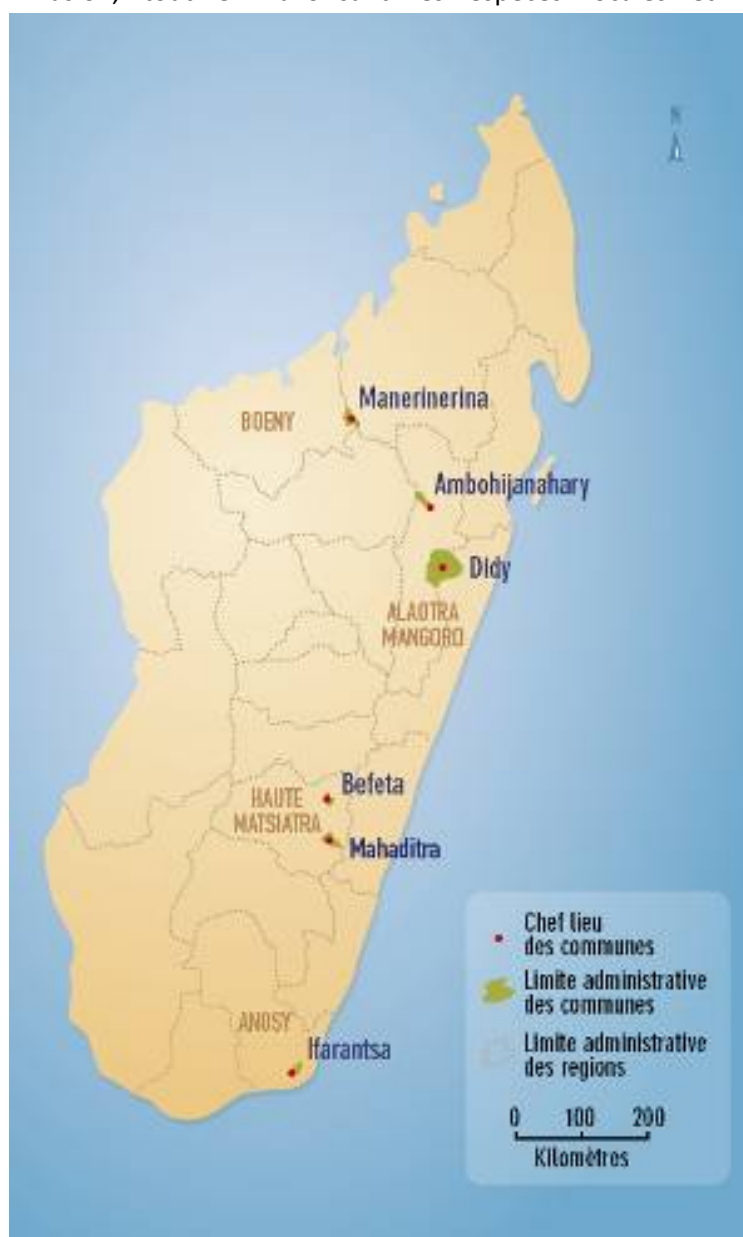 N
Manerinerina
BOENY
Ambohijanahary
Didy
ALAOTRA
MANGORO
Befeta
HAUTE
MATSIATRA
Mahaditra
Chef lieu
des communes
Limite administrative
des communes
ANOSY
Ifarantsa
Limite administrative
des regions
0 100 200
Kilomètres